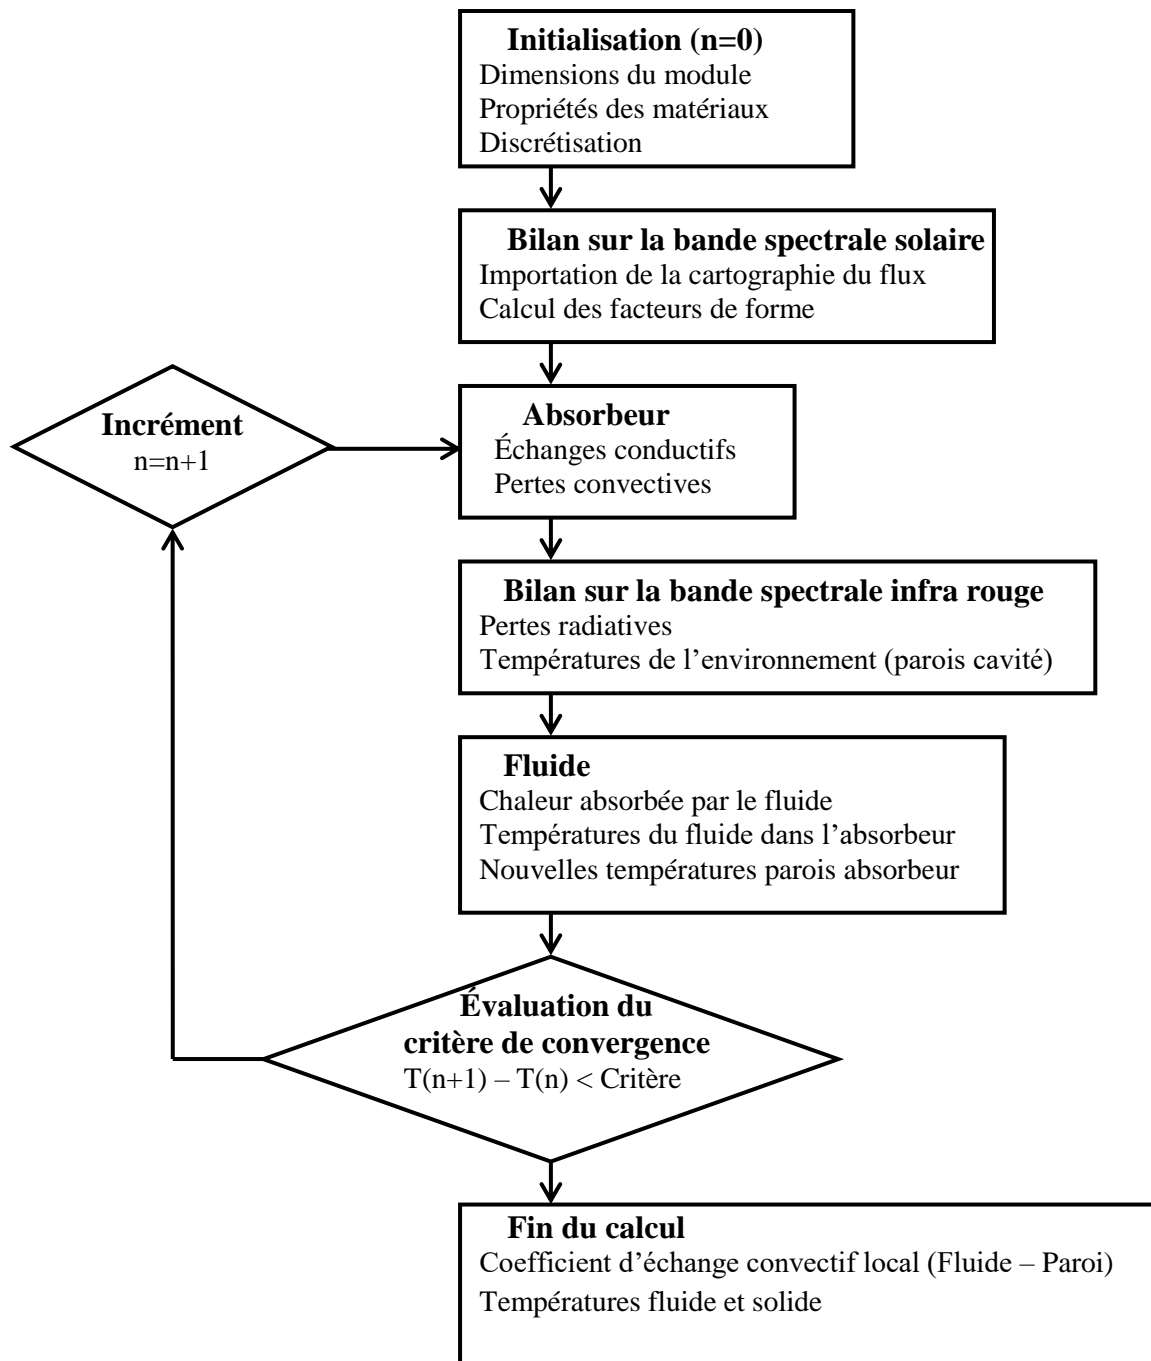 Initialisation (n=0)
Dimensions du module
Propriétés des matériaux
Discrétisation
Bilan sur la bande spectrale solaire
Importation de la cartographie du flux
Calcul des facteurs de forme
Incrément
n=n+1
Absorbeur
Échanges conductifs
Pertes convectives
Bilan sur la bande spectrale infra rouge
Pertes radiatives
Températures de l’environnement (parois cavité)
Fluide
Chaleur absorbée par le fluide
Températures du fluide dans l’absorbeur
Nouvelles températures parois absorbeur
Évaluation du
critère de convergence
T(n+1) – T(n) < Critère
Fin du calcul
Coefficient d’échange convectif local (Fluide – Paroi)
Températures fluide et solide